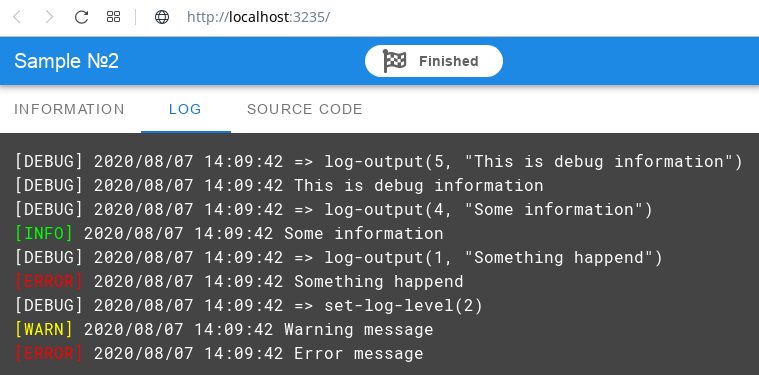 http://localhost:3235/
Sample №2
Finished
INFORMATION
LOG
SOURCE CODE
[DEBUG] 2020/08/07 14:09:42 => log-output(5, "This is debug information")
[DEBUG] 2020/08/07 14:09:42 This is debug information
[DEBUG] 2020/08/07 14:09:42 => log-output(4, "Some information")
[INFO] 2020/08/07 14:09:42 Some information
[DEBUG] 2020/08/07 14:09:42 => log-output(1, "Something happend")
[ERROR] 2020/08/07 14:09:42 Something happend
[DEBUG] 2020/08/07 14:09:42 => set-log-level(2)
[WARN] 2020/08/07 14:09:42 Warning message
[ERROR] 2020/08/07 14:09:42 Error message